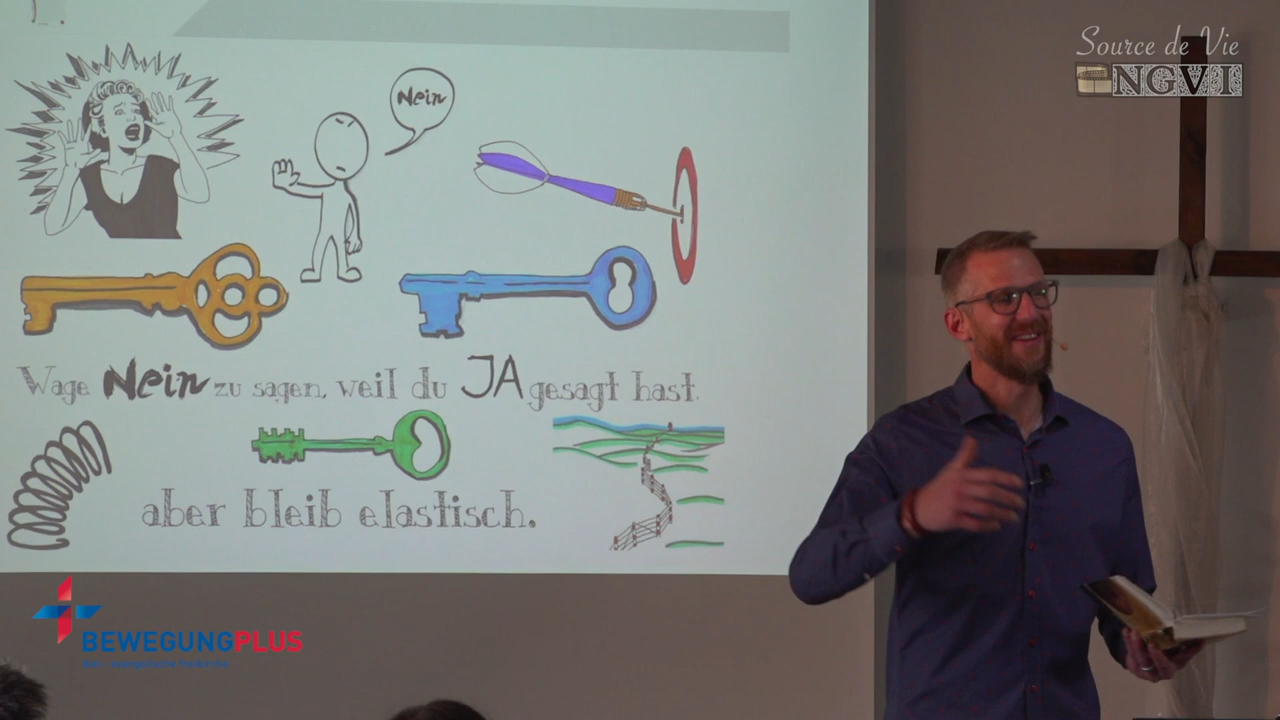 Source de Vie
NGVI
Nein
Wage Nein zu sagen, weil du JA gesagt hast.
aber bleib elastisch.
BEWEGUNGPLUS